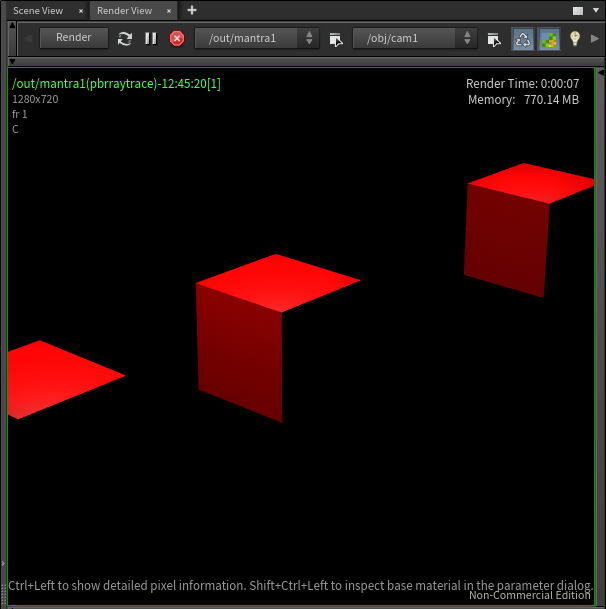 Scene View × Render View × +
Render /out/mantra1 /obj/cam1
/out/mantra1(pbrraytrace)-12:45:20[1] Render Time: 0:00:07
1280x720 Memory: 770.14 MB
fr 1
C
Ctrl+Left to show detailed pixel information. Shift+Ctrl+Left to inspect base material in the parameter dialog.
Non-Commercial Edition